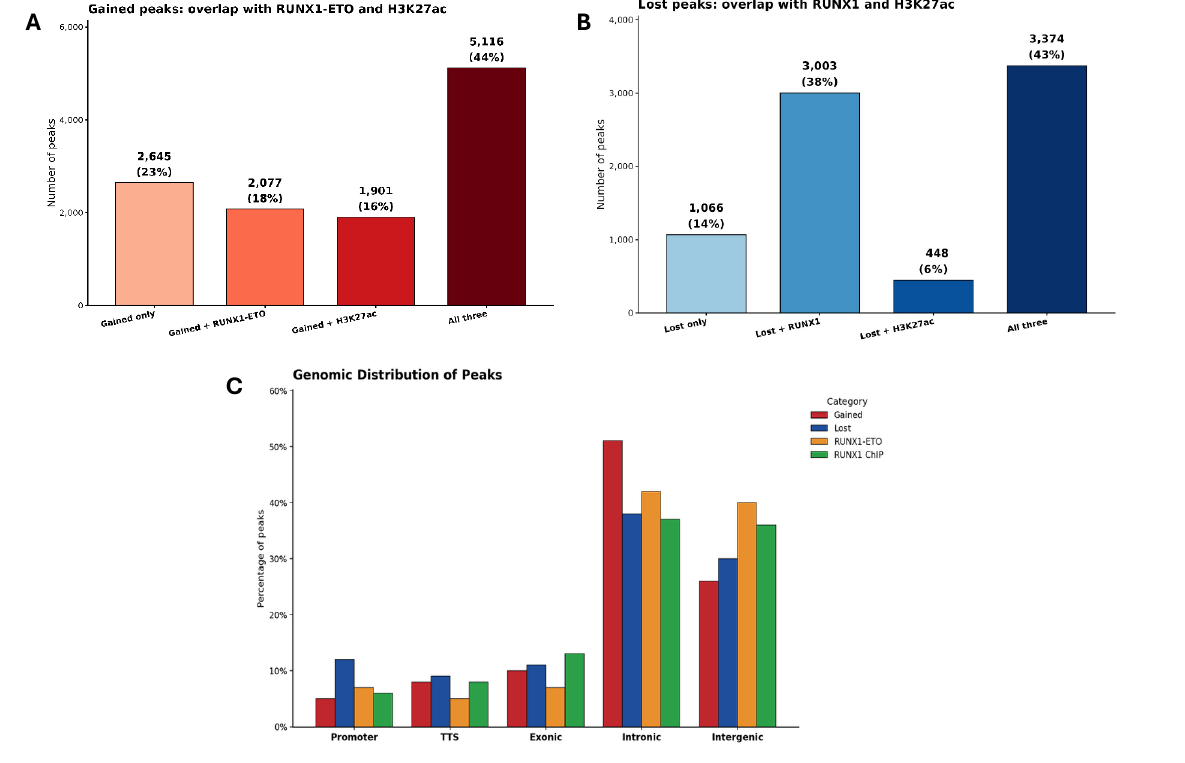 A
Gained peaks: overlap with RUNX1-ETO and H3K27ac
Number of peaks
6,000
4,000
2,000
0
2,645
(23%)
2,077
(18%)
1,901
(16%)
5,116
(44%)
Gained only
Gained + RUNX1-ETO
Gained + H3K27ac
All three
B
Lost peaks: overlap with RUNX1 and H3K27ac
Number of peaks
4,000
3,000
2,000
1,000
0
1,066
(14%)
3,003
(38%)
448
(6%)
3,374
(43%)
Lost only
Lost + RUNX1
Lost + H3K27ac
All three
C
Genomic Distribution of Peaks
Percentage of peaks
60%
50%
40%
30%
20%
10%
0%
Promoter
TTS
Exonic
Intronic
Intergenic
Category
Gained
Lost
RUNX1-ETO
RUNX1 ChIP